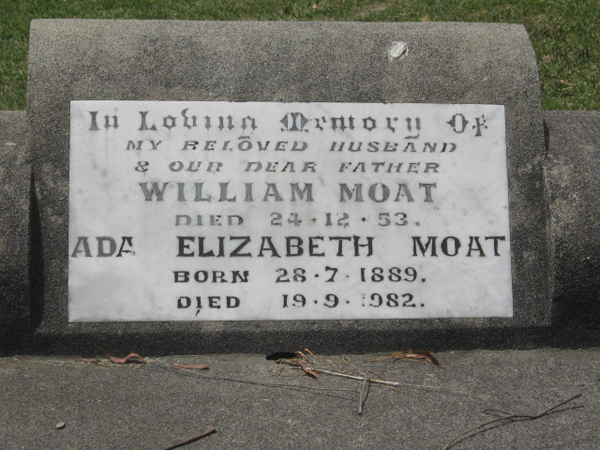 In Loving Memory Of
MY BELOVED HUSBAND
& OUR DEAR FATHER
WILLIAM MOAT
DIED 24·12·53.
ADA ELIZABETH MOAT
BORN 28·7·1889.
DIED 19·9·1982.